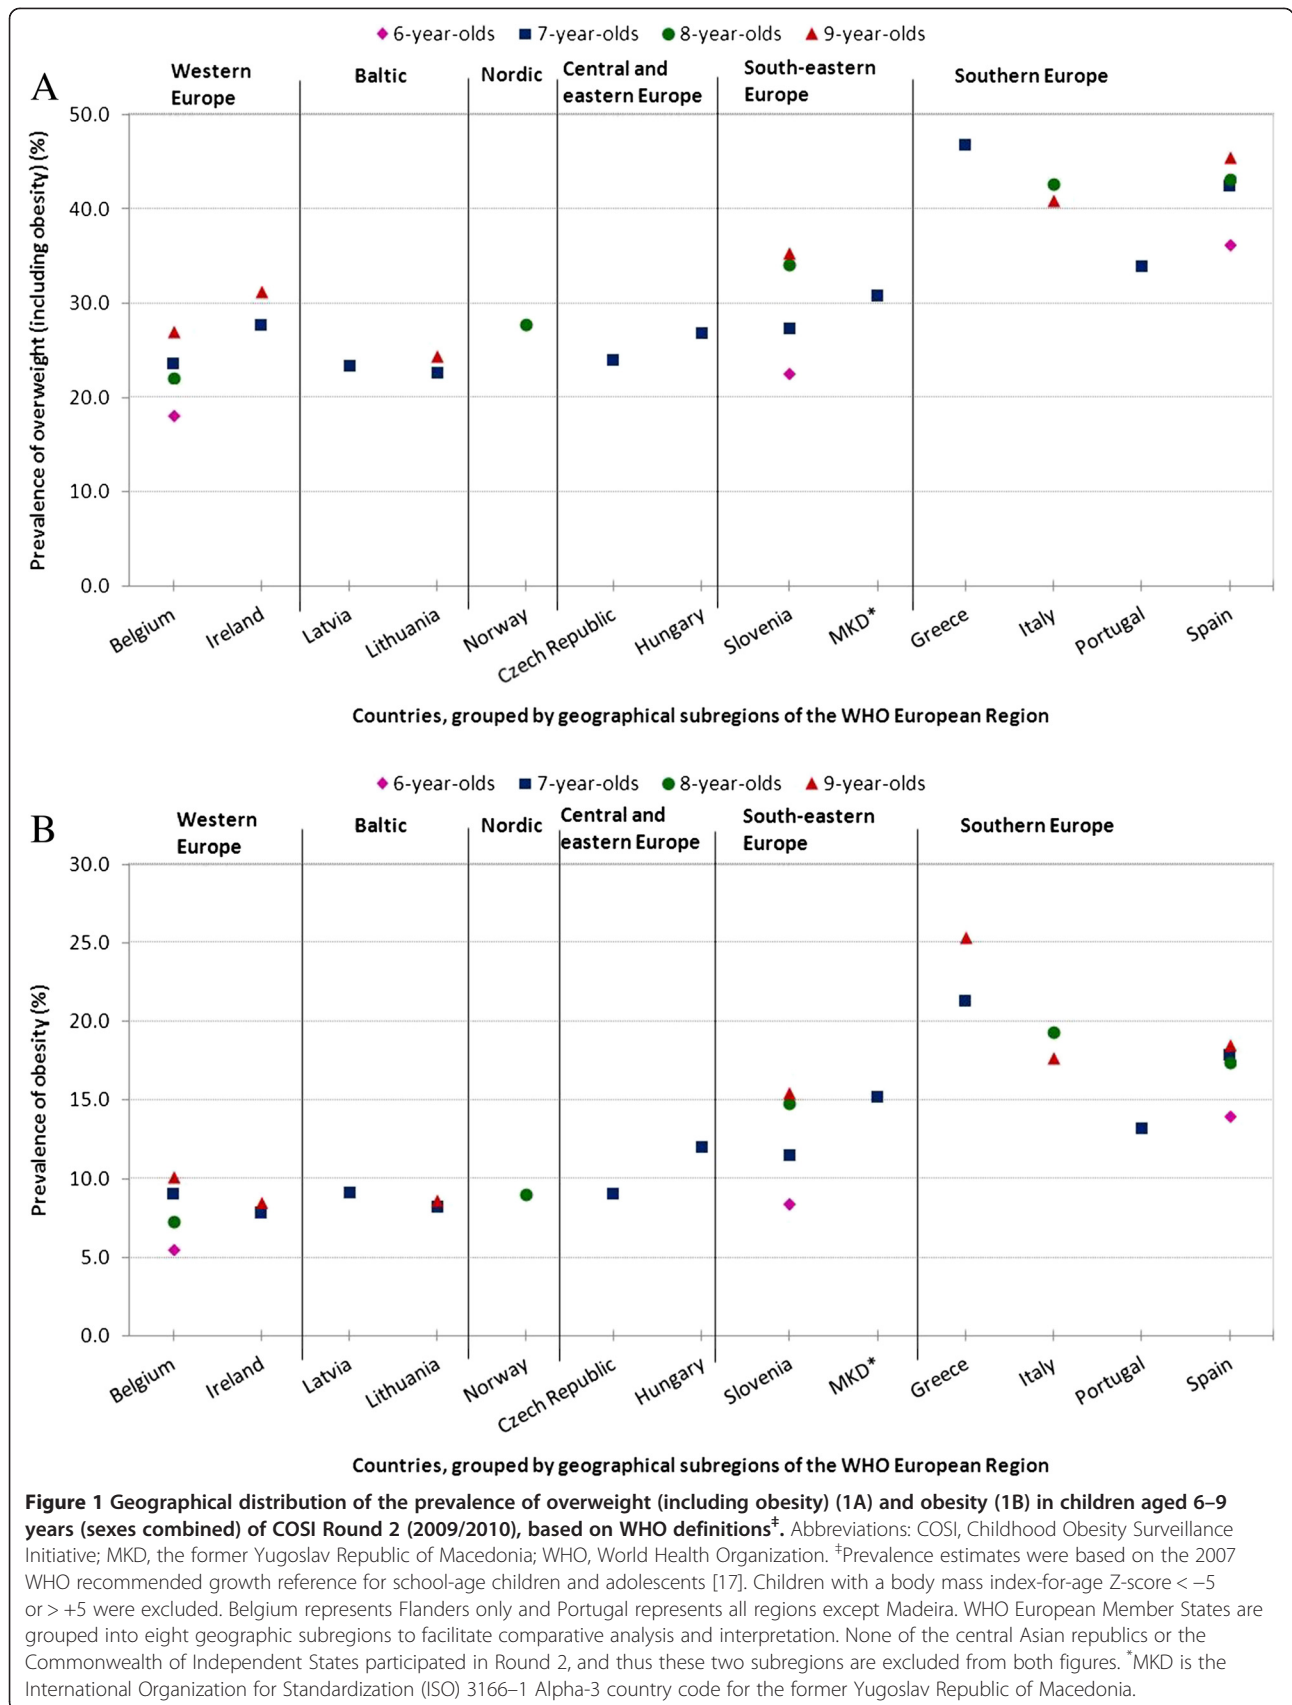 6-year-olds 7-year-olds 8-year-olds 9-year-olds
A
Western Europe
Baltic
Nordic
Central and eastern Europe
South-eastern Europe
Southern Europe
Prevalence of overweight (including obesity) (%)
50.0
40.0
30.0
20.0
10.0
0.0
Belgium
Ireland
Latvia
Lithuania
Norway
Czech Republic
Hungary
Slovenia
MKD*
Greece
Italy
Portugal
Spain
Countries, grouped by geographical subregions of the WHO European Region
6-year-olds 7-year-olds 8-year-olds 9-year-olds
B
Western Europe
Baltic
Nordic
Central and eastern Europe
South-eastern Europe
Southern Europe
Prevalence of obesity (%)
30.0
25.0
20.0
15.0
10.0
5.0
0.0
Belgium
Ireland
Latvia
Lithuania
Norway
Czech Republic
Hungary
Slovenia
MKD*
Greece
Italy
Portugal
Spain
Countries, grouped by geographical subregions of the WHO European Region
Figure 1 Geographical distribution of the prevalence of overweight (including obesity) (1A) and obesity (1B) in children aged 6–9
years (sexes combined) of COSI Round 2 (2009/2010), based on WHO definitions‡. Abbreviations: COSI, Childhood Obesity Surveillance
Initiative; MKD, the former Yugoslav Republic of Macedonia; WHO, World Health Organization. ‡Prevalence estimates were based on the 2007
WHO recommended growth reference for school-age children and adolescents [17]. Children with a body mass index-for-age Z-score < −5
or > +5 were excluded. Belgium represents Flanders only and Portugal represents all regions except Madeira. WHO European Member States are
grouped into eight geographic subregions to facilitate comparative analysis and interpretation. None of the central Asian republics or the
Commonwealth of Independent States participated in Round 2, and thus these two subregions are excluded from both figures. *MKD is the
International Organization for Standardization (ISO) 3166–1 Alpha-3 country code for the former Yugoslav Republic of Macedonia.